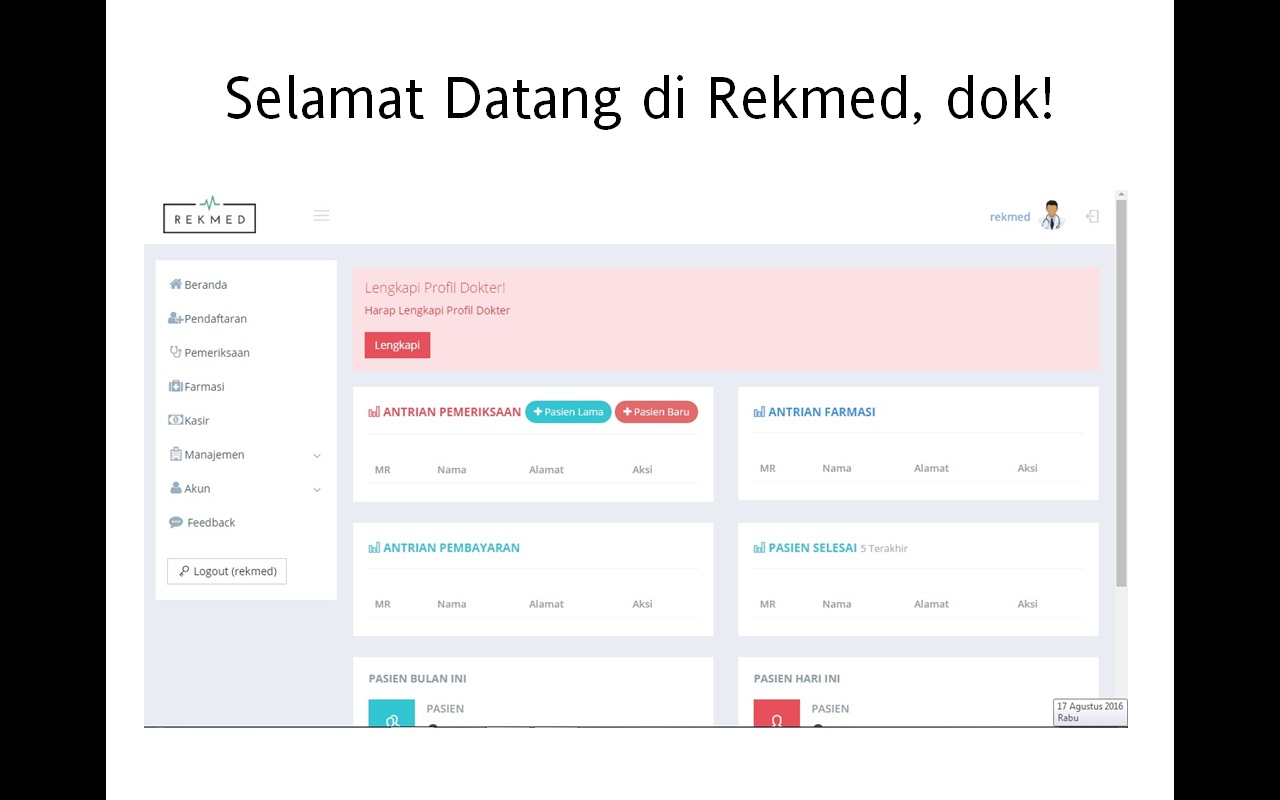 Selamat Datang di Rekmed, dok!
REKMED
rekmed
Beranda
Pendaftaran
Pemeriksaan
Farmasi
Kasir
Manajemen
Akun
Feedback
Logout (rekmed)
Lengkapi Profil Dokter!
Harap Lengkapi Profil Dokter
Lengkapi
ANTRIAN PEMERIKSAAN + Pasien Lama + Pasien Baru
MR Nama Alamat Aksi
ANTRIAN FARMASI
MR Nama Alamat Aksi
ANTRIAN PEMBAYARAN
MR Nama Alamat Aksi
PASIEN SELESAI 5 Terakhir
MR Nama Alamat Aksi
PASIEN BULAN INI
PASIEN
PASIEN HARI INI
PASIEN
17 Agustus 2016
Rabu